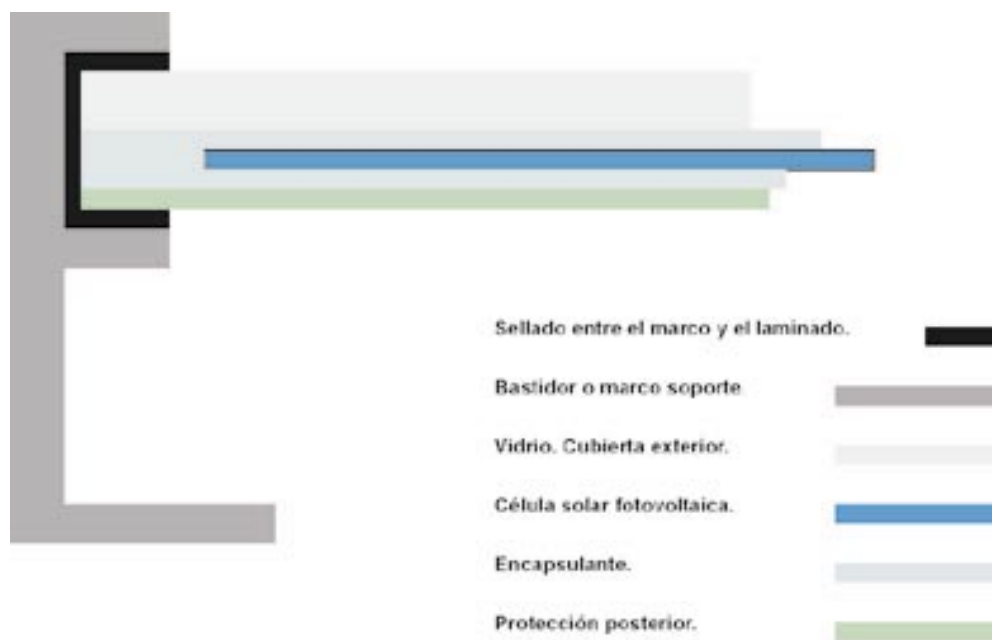 Sellado entre el marco y el laminado.
Bastidor o marco soporte
Vidrio. Cubierta exterior.
Célula solar fotovoltaica.
Encapsulante.
Protección posterior.